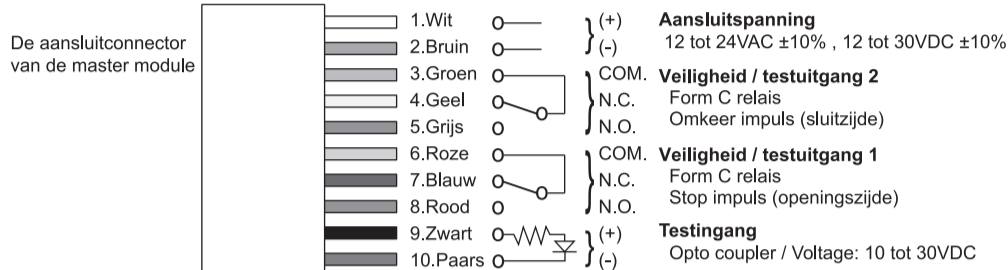 De aansluitconnector
van de master module
1.Wit (+) Aansluitspanning
2.Bruin (-) 12 tot 24VAC ±10% , 12 tot 30VDC ±10%
3.Groen COM. Veiligheid / testuitgang 2
4.Geel N.C. Form C relais
5.Grijs N.O. Omkeer impuls (sluitzijde)
6.Roze COM. Veiligheid / testuitgang 1
7.Blauw N.C. Form C relais
8.Rood N.O. Stop impuls (openingszijde)
9.Zwart (+) Testingang
10.Paars (-) Opto coupler / Voltage: 10 tot 30VDC